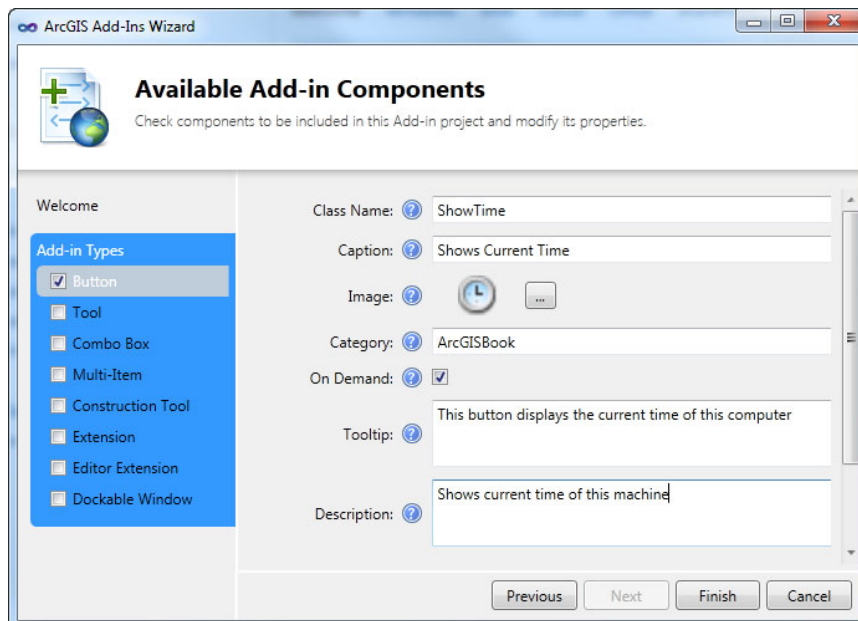 ArcGIS Add-Ins Wizard
Available Add-in Components
Check components to be included in this Add-in project and modify its properties.
Welcome
Add-in Types
Button
Tool
Combo Box
Multi-Item
Construction Tool
Extension
Editor Extension
Dockable Window
Class Name: ShowTime
Caption: Shows Current Time
Image: ...
Category: ArcGISBook
On Demand:
Tooltip: This button displays the current time of this computer
Description: Shows current time of this machine
Previous Next Finish Cancel